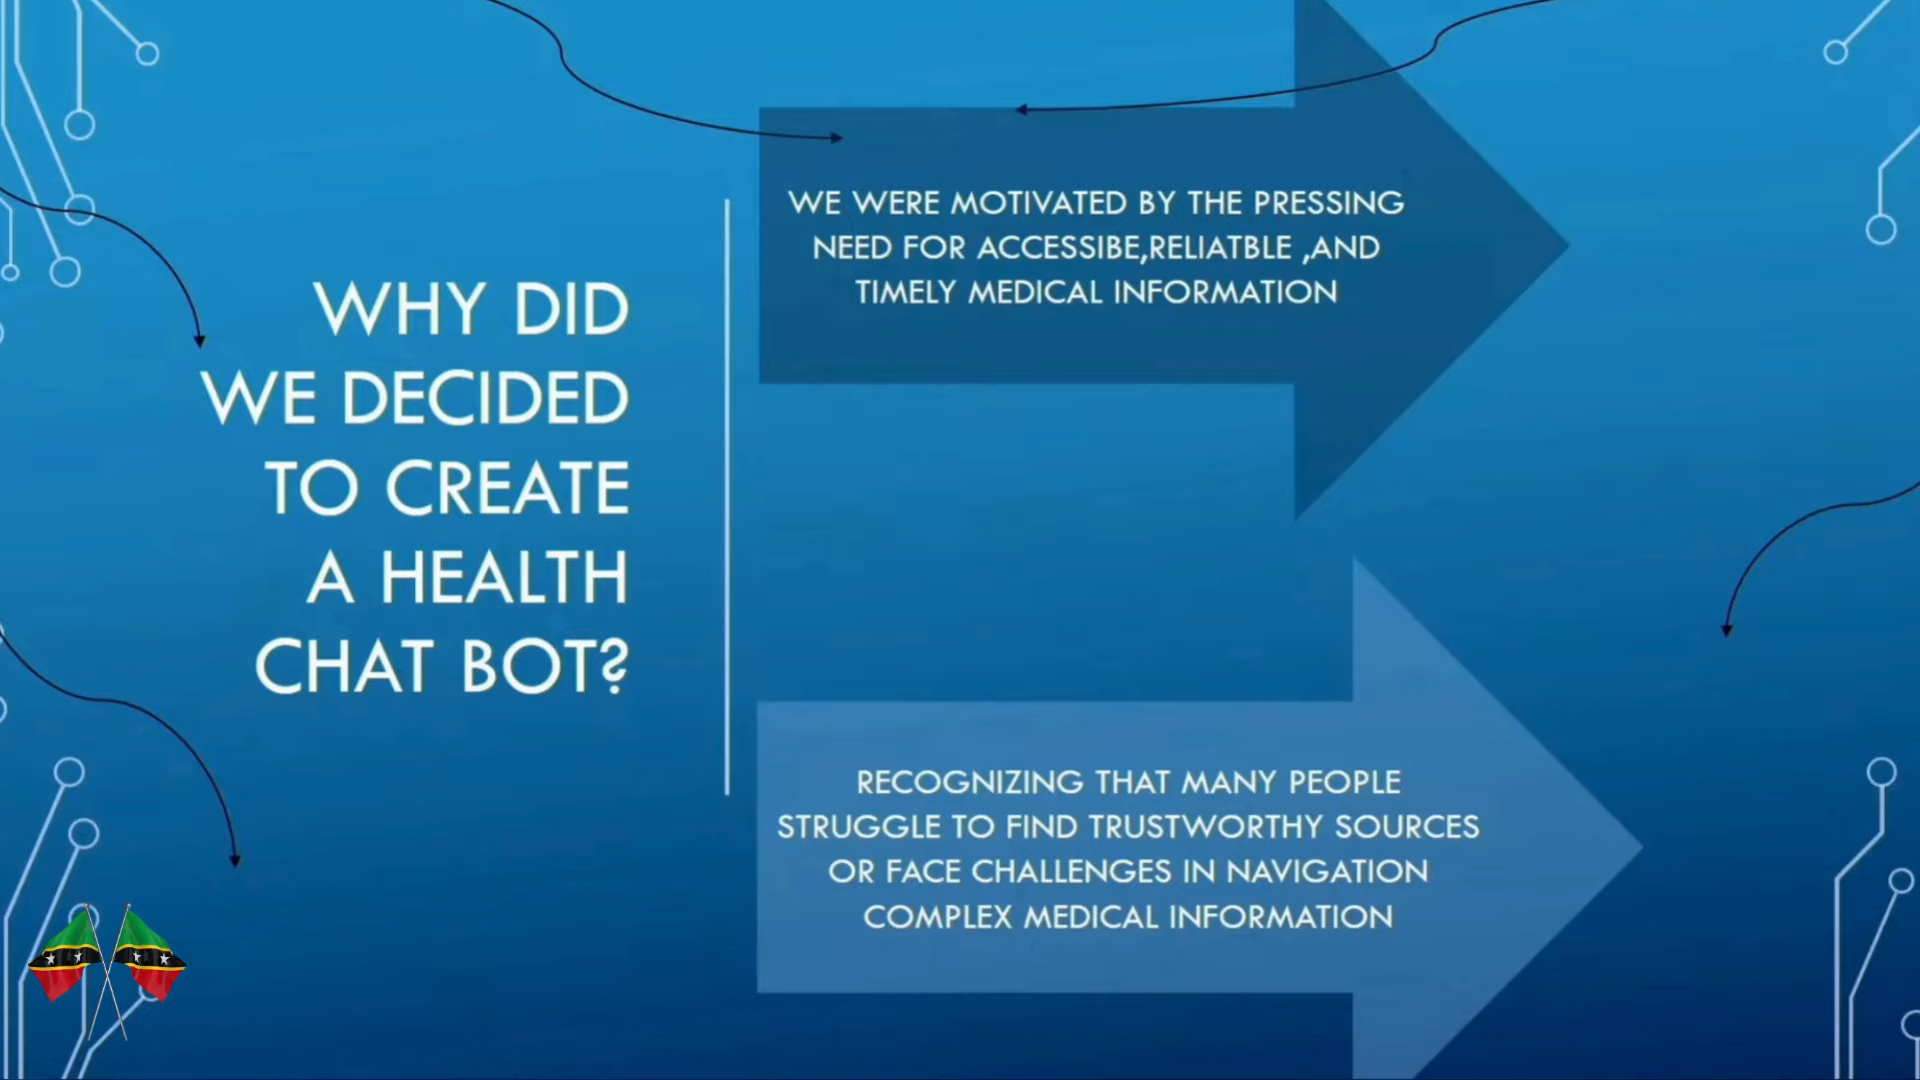 WHY DID
WE DECIDED
TO CREATE
A HEALTH
CHAT BOT?
WE WERE MOTIVATED BY THE PRESSING
NEED FOR ACCESSIBE,RELIATBLE ,AND
TIMELY MEDICAL INFORMATION
RECOGNIZING THAT MANY PEOPLE
STRUGGLE TO FIND TRUSTWORTHY SOURCES
OR FACE CHALLENGES IN NAVIGATION
COMPLEX MEDICAL INFORMATION